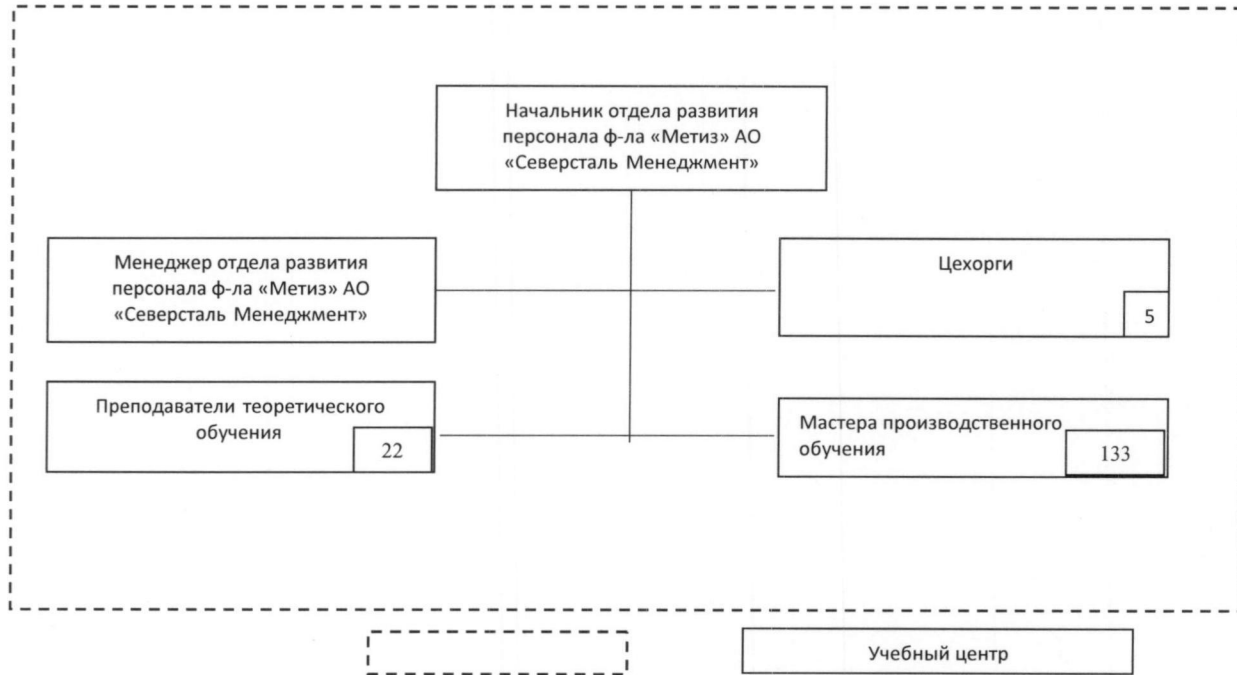 Начальник отдела развития
персонала ф-ла «Метиз» АО
«Северсталь Менеджмент»
Менеджер отдела развития
персонала ф-ла «Метиз» АО
«Северсталь Менеджмент»
Цехорги
5
Преподаватели теоретического
обучения
22
Мастера производственного
обучения
133
Учебный центр